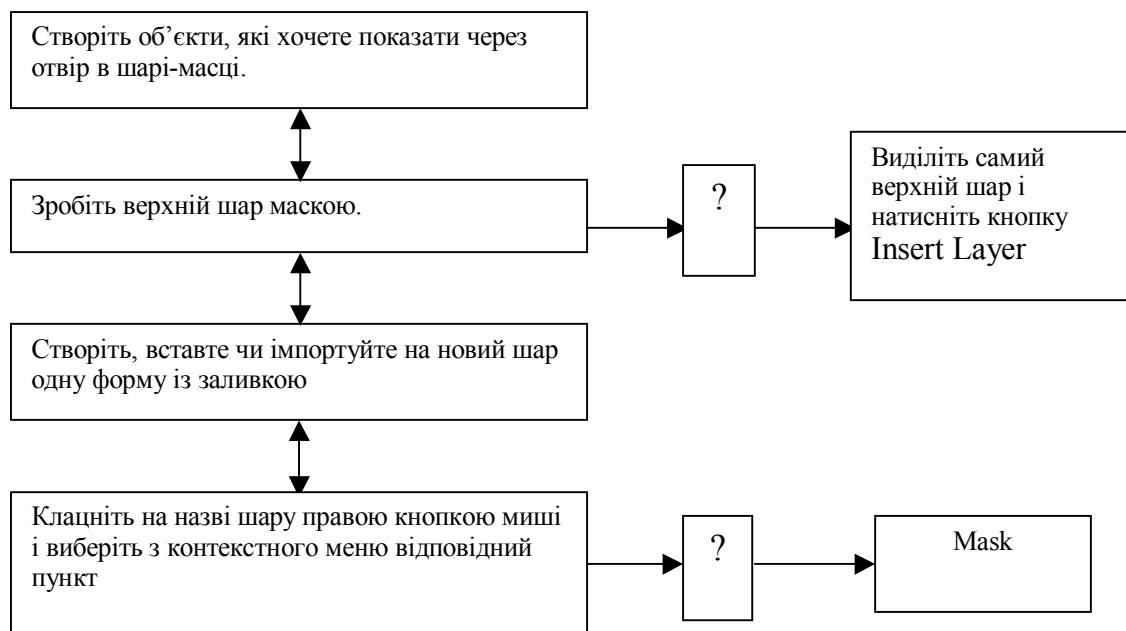 Створіть об’єкти, які хочете показати через
отвір в шарі-масці.
Зробіть верхній шар маскою.
?
Виділіть самий
верхній шар і
натисніть кнопку
Insert Layer
Створіть, вставте чи імпортуйте на новий шар
одну форму із заливкою
Клацніть на назві шару правою кнопкою миші
і виберіть з контекстного меню відповідний
пункт
?
Mask